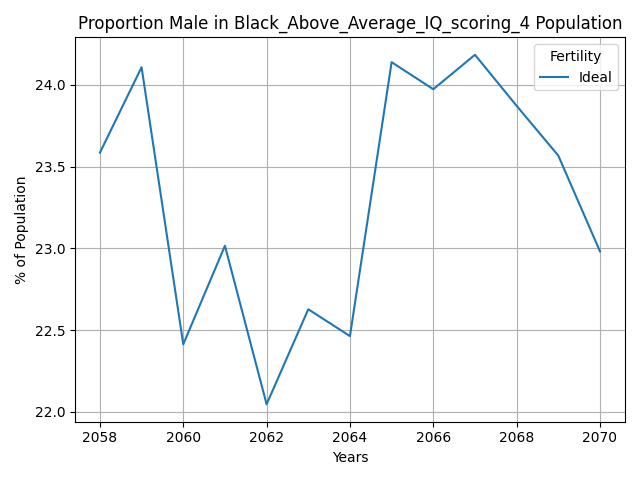 Proportion Male in Black_Above_Average_IQ_scoring_4 Population
Fertility
Ideal
% of Population
24.0
23.5
23.0
22.5
22.0
2058 2060 2062 2064 2066 2068 2070
Years